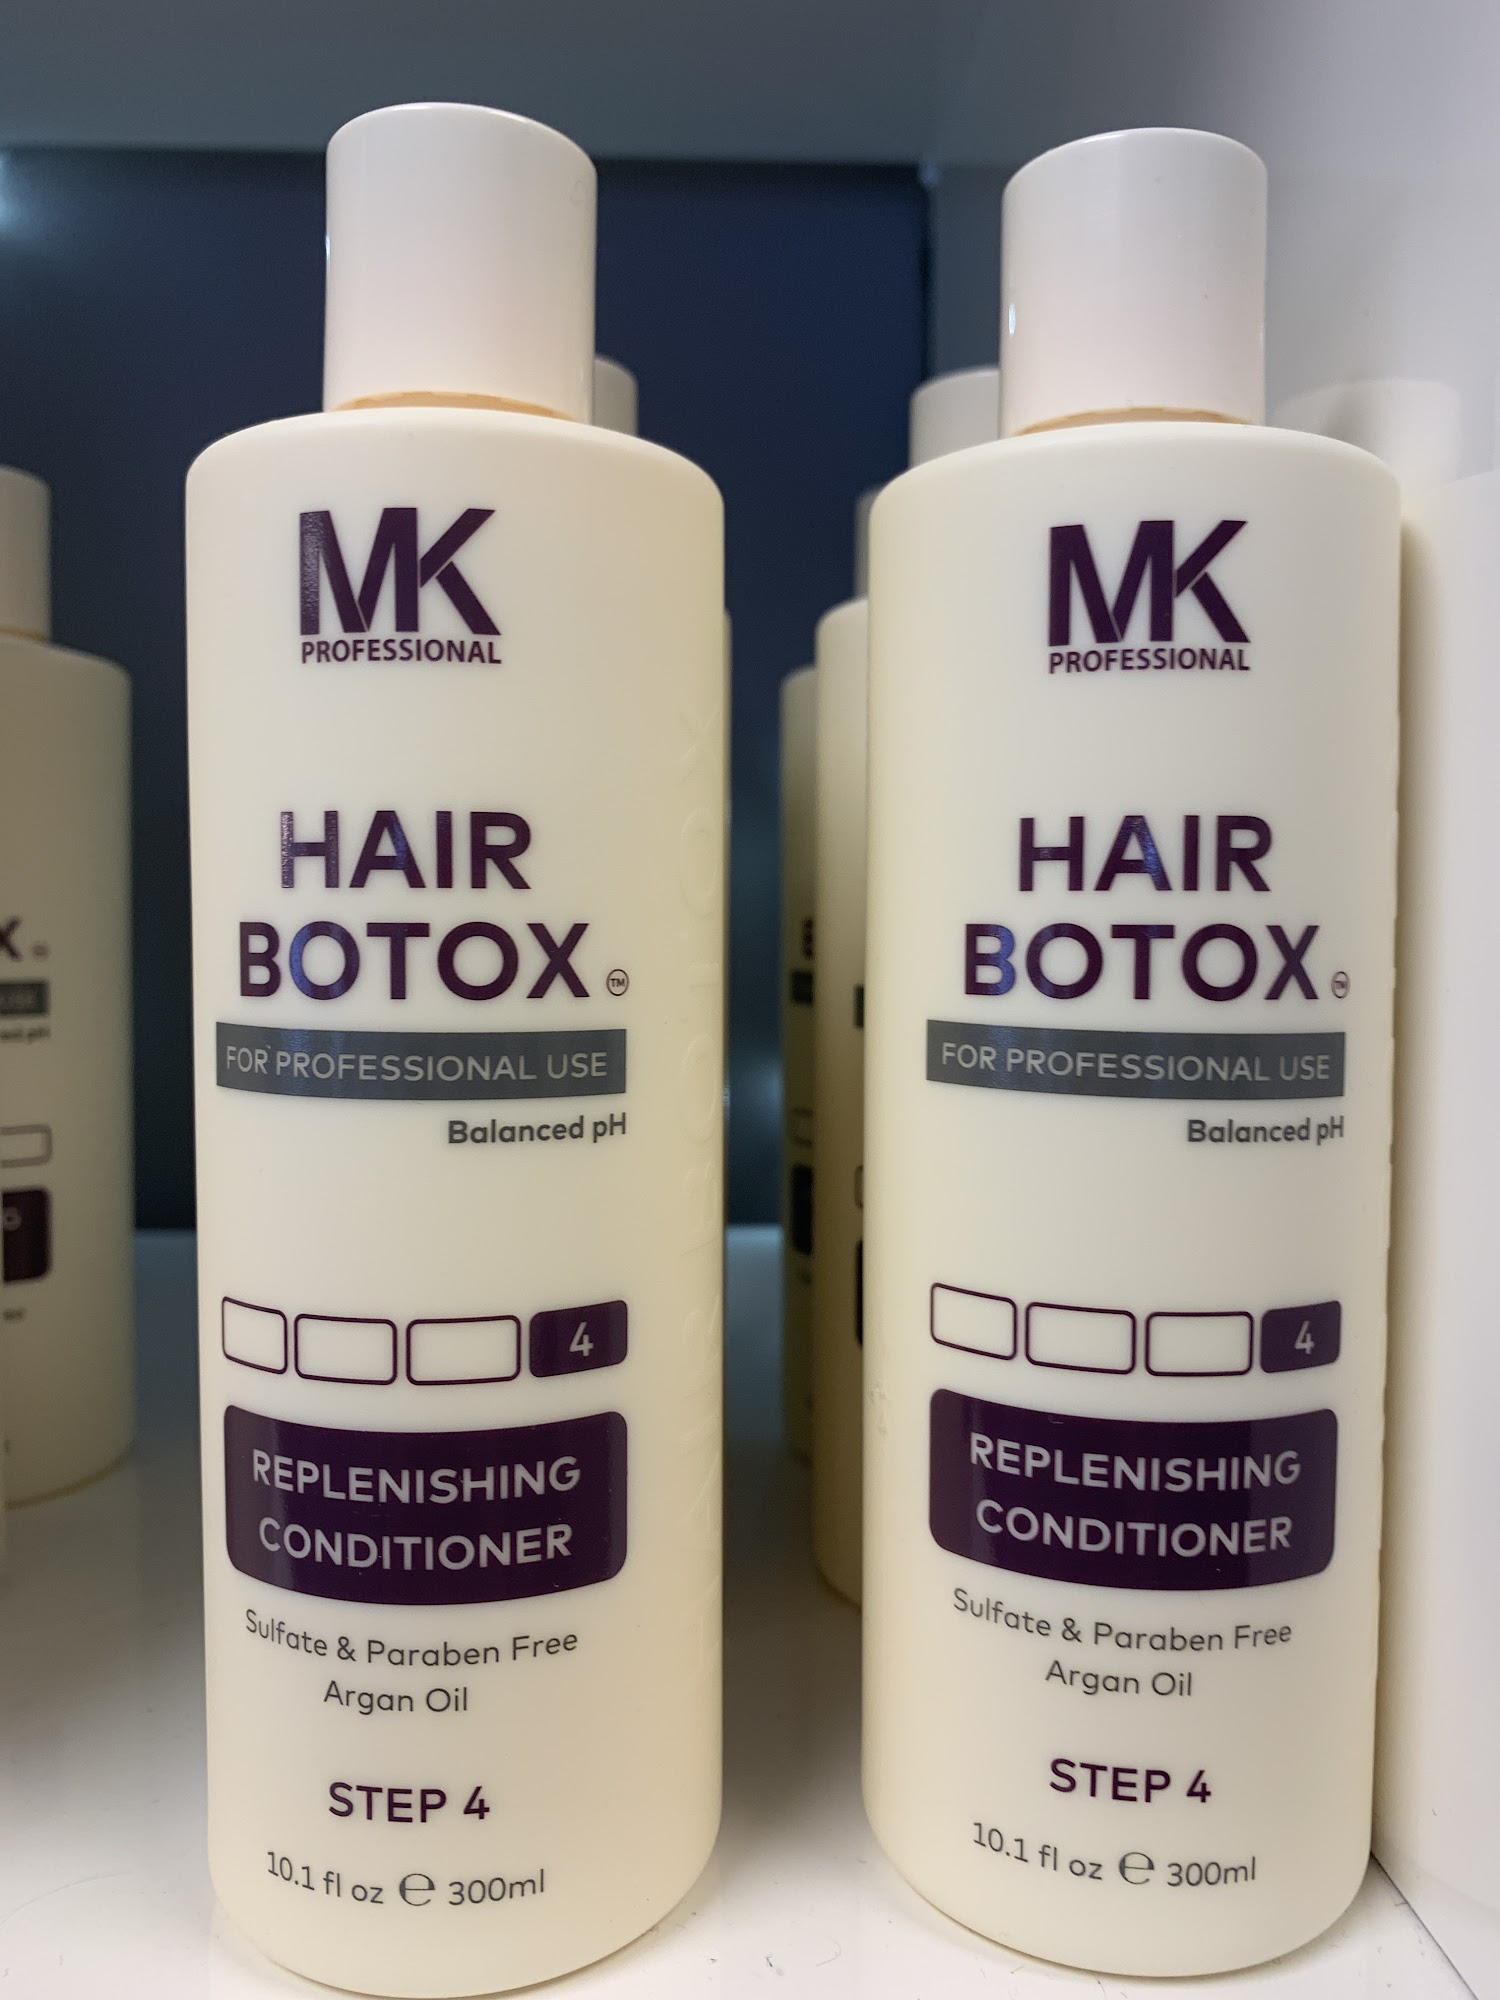 MK
PROFESSIONAL
HAIR
BOTOX
TM
FOR PROFESSIONAL USE
Balanced pH
4
REPLENISHING
CONDITIONER
Sulfate & Paraben Free
Argan Oil
STEP 4
10.1 fl oz ℮ 300ml
MK
PROFESSIONAL
HAIR
BOTOX
TM
FOR PROFESSIONAL USE
Balanced pH
4
REPLENISHING
CONDITIONER
Sulfate & Paraben Free
Argan Oil
STEP 4
10.1 fl oz ℮ 300ml